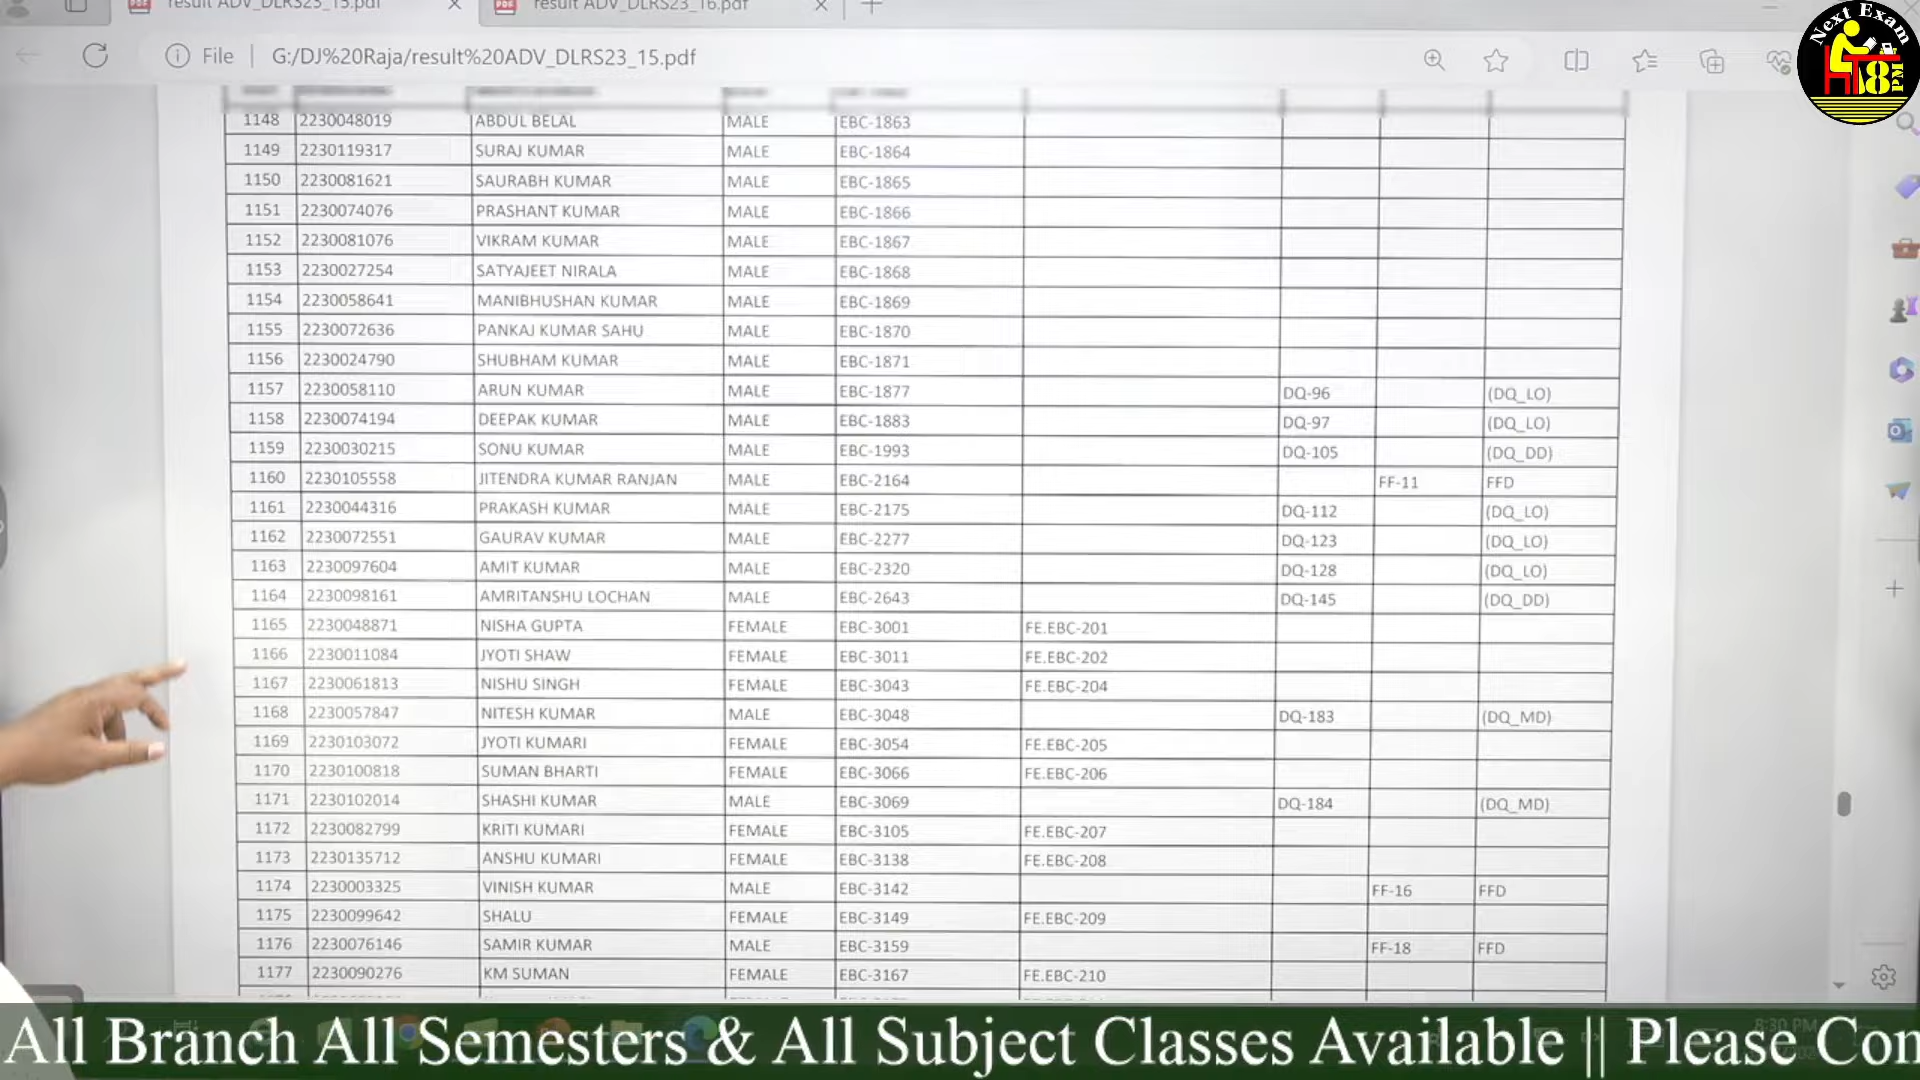 result ADV_DLRS23_15.pdf
result ADV_DLRS23_16.pdf
Next Exam
8 PM
File
G:/DJ%20Raja/result%20ADV_DLRS23_15.pdf
1148 2230048019 ABDUL BELAL MALE EBC-1863
1149 2230119317 SURAJ KUMAR MALE EBC-1864
1150 2230081621 SAURABH KUMAR MALE EBC-1865
1151 2230074076 PRASHANT KUMAR MALE EBC-1866
1152 2230081076 VIKRAM KUMAR MALE EBC-1867
1153 2230027254 SATYAJEET NIRALA MALE EBC-1868
1154 2230058641 MANIBHUSHAN KUMAR MALE EBC-1869
1155 2230072636 PANKAJ KUMAR SAHU MALE EBC-1870
1156 2230024790 SHUBHAM KUMAR MALE EBC-1871
1157 2230058110 ARUN KUMAR MALE EBC-1877 DQ-96 (DQ_LO)
1158 2230074194 DEEPAK KUMAR MALE EBC-1883 DQ-97 (DQ_LO)
1159 2230030215 SONU KUMAR MALE EBC-1993 DQ-105 (DQ_DD)
1160 2230105558 JITENDRA KUMAR RANJAN MALE EBC-2164 FF-11 FFD
1161 2230044316 PRAKASH KUMAR MALE EBC-2175 DQ-112 (DQ_LO)
1162 2230072551 GAURAV KUMAR MALE EBC-2277 DQ-123 (DQ_LO)
1163 2230097604 AMIT KUMAR MALE EBC-2320 DQ-128 (DQ_LO)
1164 2230098161 AMRITANSHU LOCHAN MALE EBC-2643 DQ-145 (DQ_DD)
1165 2230048871 NISHA GUPTA FEMALE EBC-3001 FE.EBC-201
1166 2230011084 JYOTI SHAW FEMALE EBC-3011 FE.EBC-202
1167 2230061813 NISHU SINGH FEMALE EBC-3043 FE.EBC-204
1168 2230057847 NITESH KUMAR MALE EBC-3048 DQ-183 (DQ_MD)
1169 2230103072 JYOTI KUMARI FEMALE EBC-3054 FE.EBC-205
1170 2230100818 SUMAN BHARTI FEMALE EBC-3066 FE.EBC-206
1171 2230102014 SHASHI KUMAR MALE EBC-3069 DQ-184 (DQ_MD)
1172 2230082799 KRITI KUMARI FEMALE EBC-3105 FE.EBC-207
1173 2230135712 ANSHU KUMARI FEMALE EBC-3138 FE.EBC-208
1174 2230003325 VINISH KUMAR MALE EBC-3142 FF-16 FFD
1175 2230099642 SHALU FEMALE EBC-3149 FE.EBC-209
1176 2230076146 SAMIR KUMAR MALE EBC-3159 FF-18 FFD
1177 2230090276 KM SUMAN FEMALE EBC-3167 FE.EBC-210
8:30 PM
All Branch All Semesters & All Subject Classes Available || Please Con